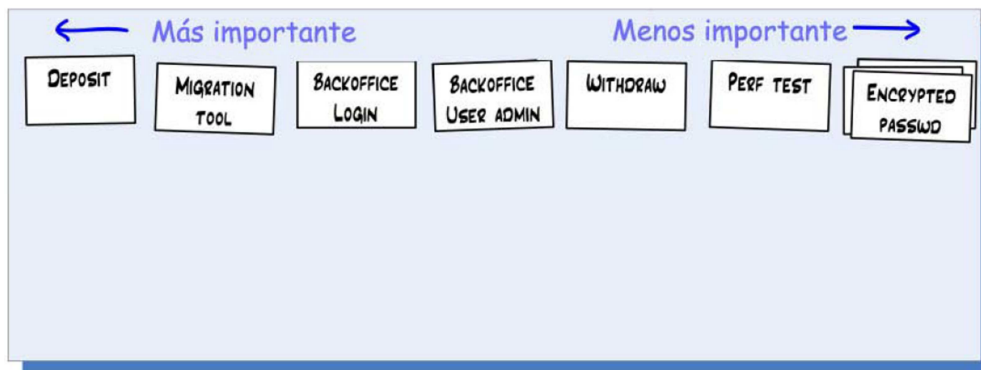 Más importante
Menos importante
DEPOSIT
MIGRATION
TOOL
BACKOFFICE
LOGIN
BACKOFFICE
USER ADMIN
WITHDRAW
PERF TEST
ENCRYPTED
PASSWD